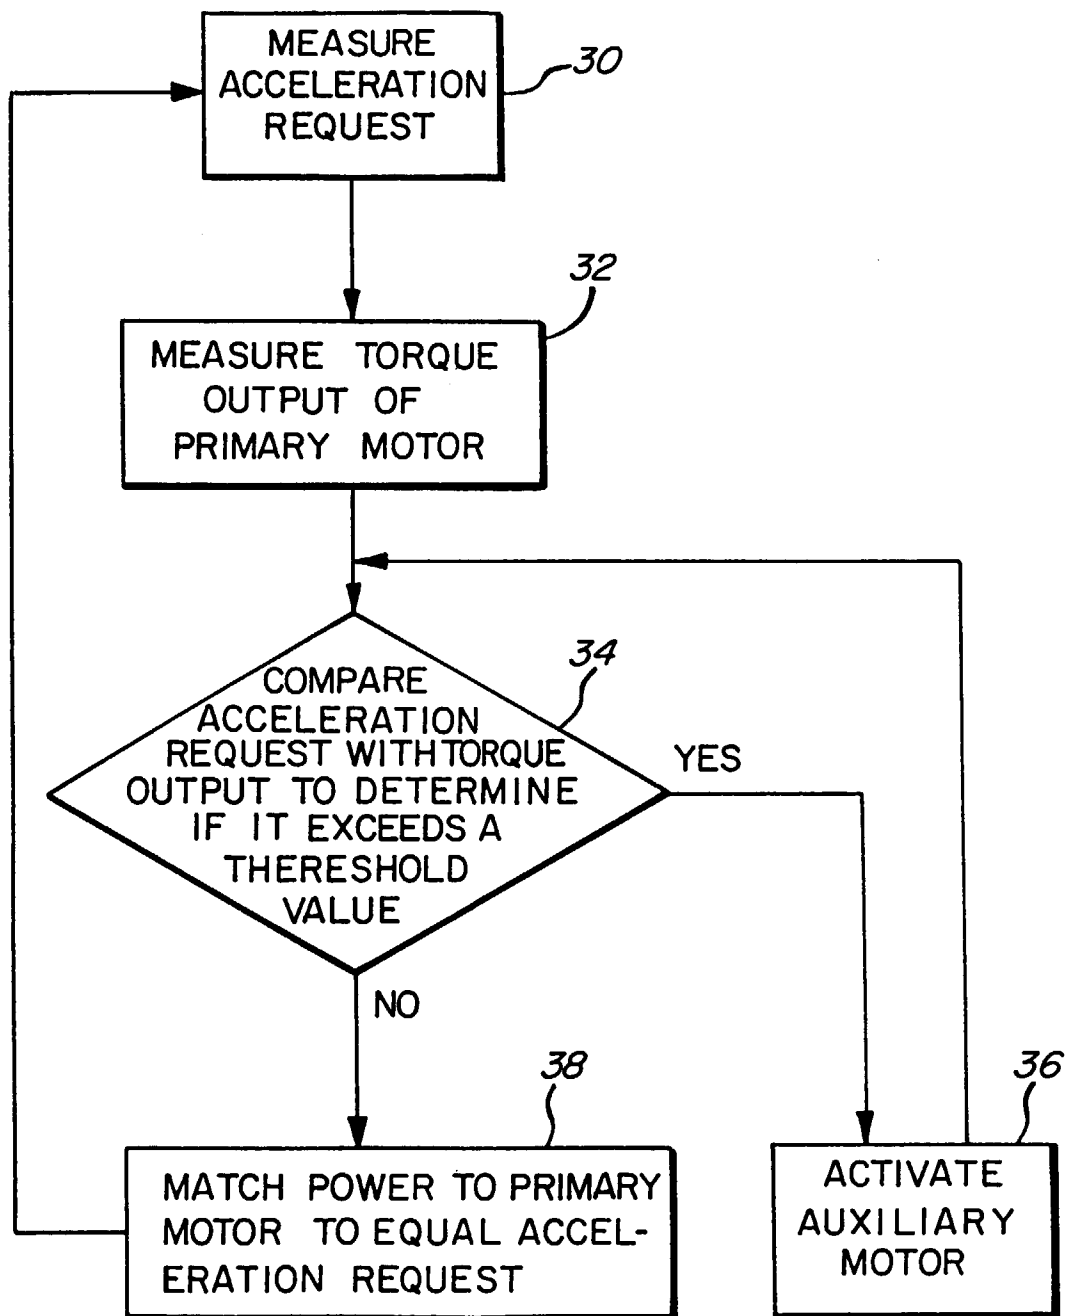 MEASURE
ACCELERATION
REQUEST
30
32
MEASURE TORQUE
OUTPUT OF
PRIMARY MOTOR
34
COMPARE
ACCELERATION
REQUEST WITH TORQUE
OUTPUT TO DETERMINE
IF IT EXCEEDS A
THERESHOLD
VALUE
YES
NO
38
MATCH POWER TO PRIMARY
MOTOR TO EQUAL ACCEL-
ERATION REQUEST
36
ACTIVATE
AUXILIARY
MOTOR